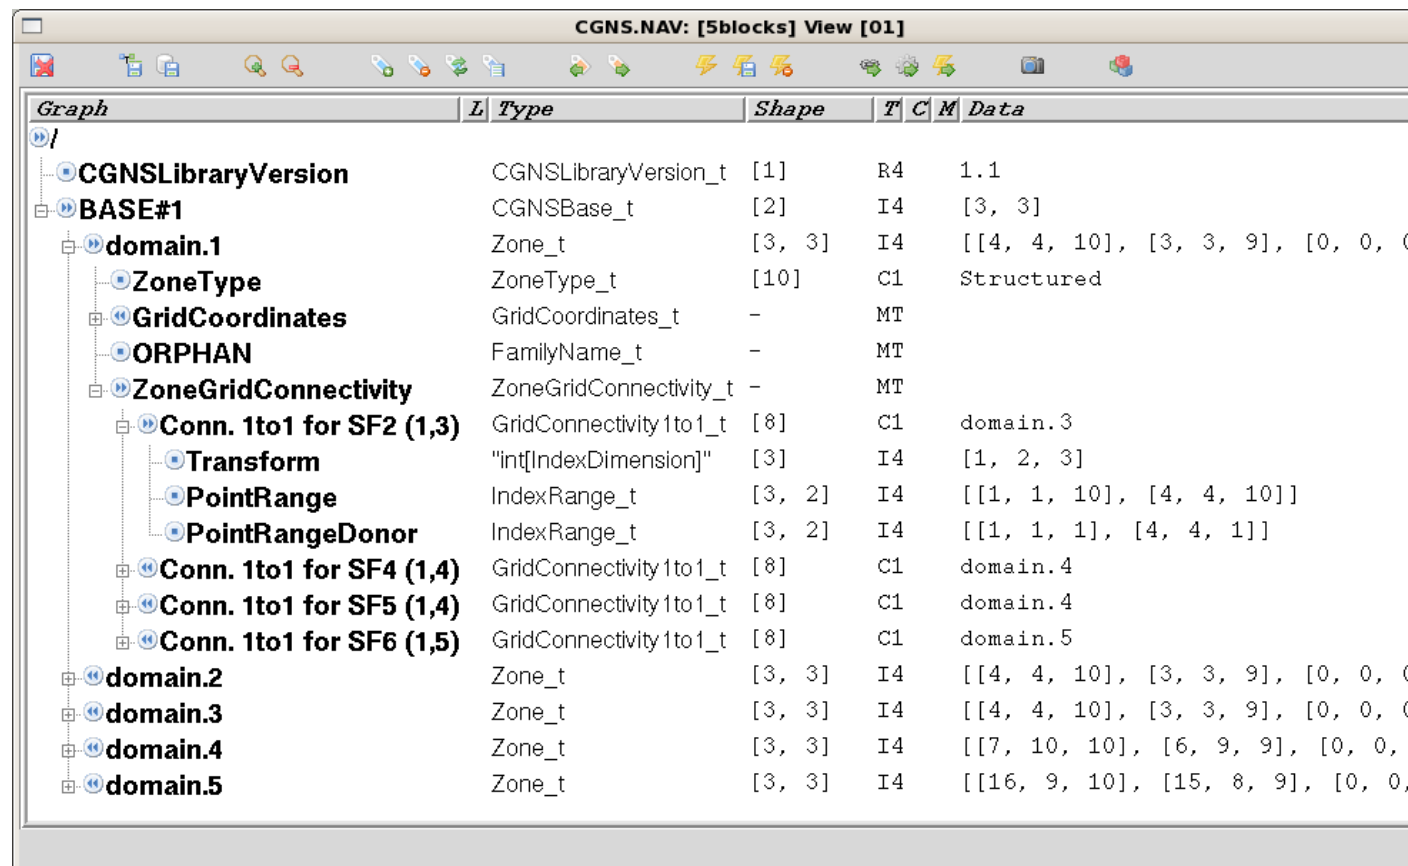 CGNS.NAV: [5blocks] View [01]
Graph L Type Shape T C M Data
/
CGNSLibraryVersion CGNSLibraryVersion_t [1] R4 1.1
BASE#1 CGNSBase_t [2] I4 [3, 3]
domain.1 Zone_t [3, 3] I4 [[4, 4, 10], [3, 3, 9], [0, 0,
ZoneType ZoneType_t [10] C1 Structured
GridCoordinates GridCoordinates_t - MT
ORPHAN FamilyName_t - MT
ZoneGridConnectivity ZoneGridConnectivity_t - MT
Conn. 1to1 for SF2 (1,3) GridConnectivity1to1_t [8] C1 domain.3
Transform "int[IndexDimension]" [3] I4 [1, 2, 3]
PointRange IndexRange_t [3, 2] I4 [[1, 1, 10], [4, 4, 10]]
PointRangeDonor IndexRange_t [3, 2] I4 [[1, 1, 1], [4, 4, 1]]
Conn. 1to1 for SF4 (1,4) GridConnectivity1to1_t [8] C1 domain.4
Conn. 1to1 for SF5 (1,4) GridConnectivity1to1_t [8] C1 domain.4
Conn. 1to1 for SF6 (1,5) GridConnectivity1to1_t [8] C1 domain.5
domain.2 Zone_t [3, 3] I4 [[4, 4, 10], [3, 3, 9], [0, 0,
domain.3 Zone_t [3, 3] I4 [[4, 4, 10], [3, 3, 9], [0, 0,
domain.4 Zone_t [3, 3] I4 [[7, 10, 10], [6, 9, 9], [0, 0,
domain.5 Zone_t [3, 3] I4 [[16, 9, 10], [15, 8, 9], [0, 0,